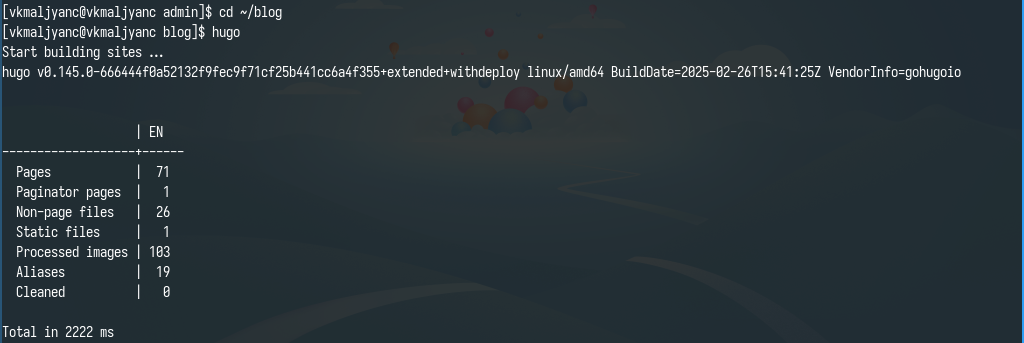 [vkmaljyanc@vkmaljyanc admin]$ cd ~/blog
[vkmaljyanc@vkmaljyanc blog]$ hugo
Start building sites …
hugo v0.145.0-666444f0a52132f9fec9f71cf25b441cc6a4f355+extended+withdeploy linux/amd64 BuildDate=2025-02-26T15:41:25Z VendorInfo=gohugoio
                   | EN
-------------------+------
  Pages            |  71
  Paginator pages  |   1
  Non-page files   |  26
  Static files     |   1
  Processed images | 103
  Aliases          |  19
  Cleaned          |   0
Total in 2222 ms